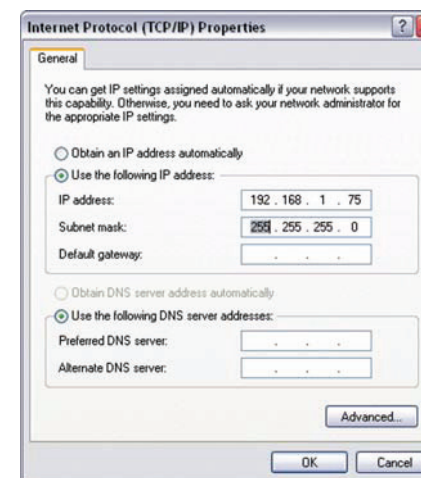 Internet Protocol (TCP/IP) Properties
?
General
You can get IP settings assigned automatically if your network supports
this capability. Otherwise, you need to ask your network administrator for
the appropriate IP settings.
Obtain an IP address automatically
Use the following IP address:
IP address: 192 . 168 . 1 . 75
Subnet mask: 255 . 255 . 255 . 0
Default gateway: . . .
Obtain DNS server address automatically
Use the following DNS server addresses:
Preferred DNS server: . . .
Alternate DNS server: . . .
Advanced...
OK Cancel